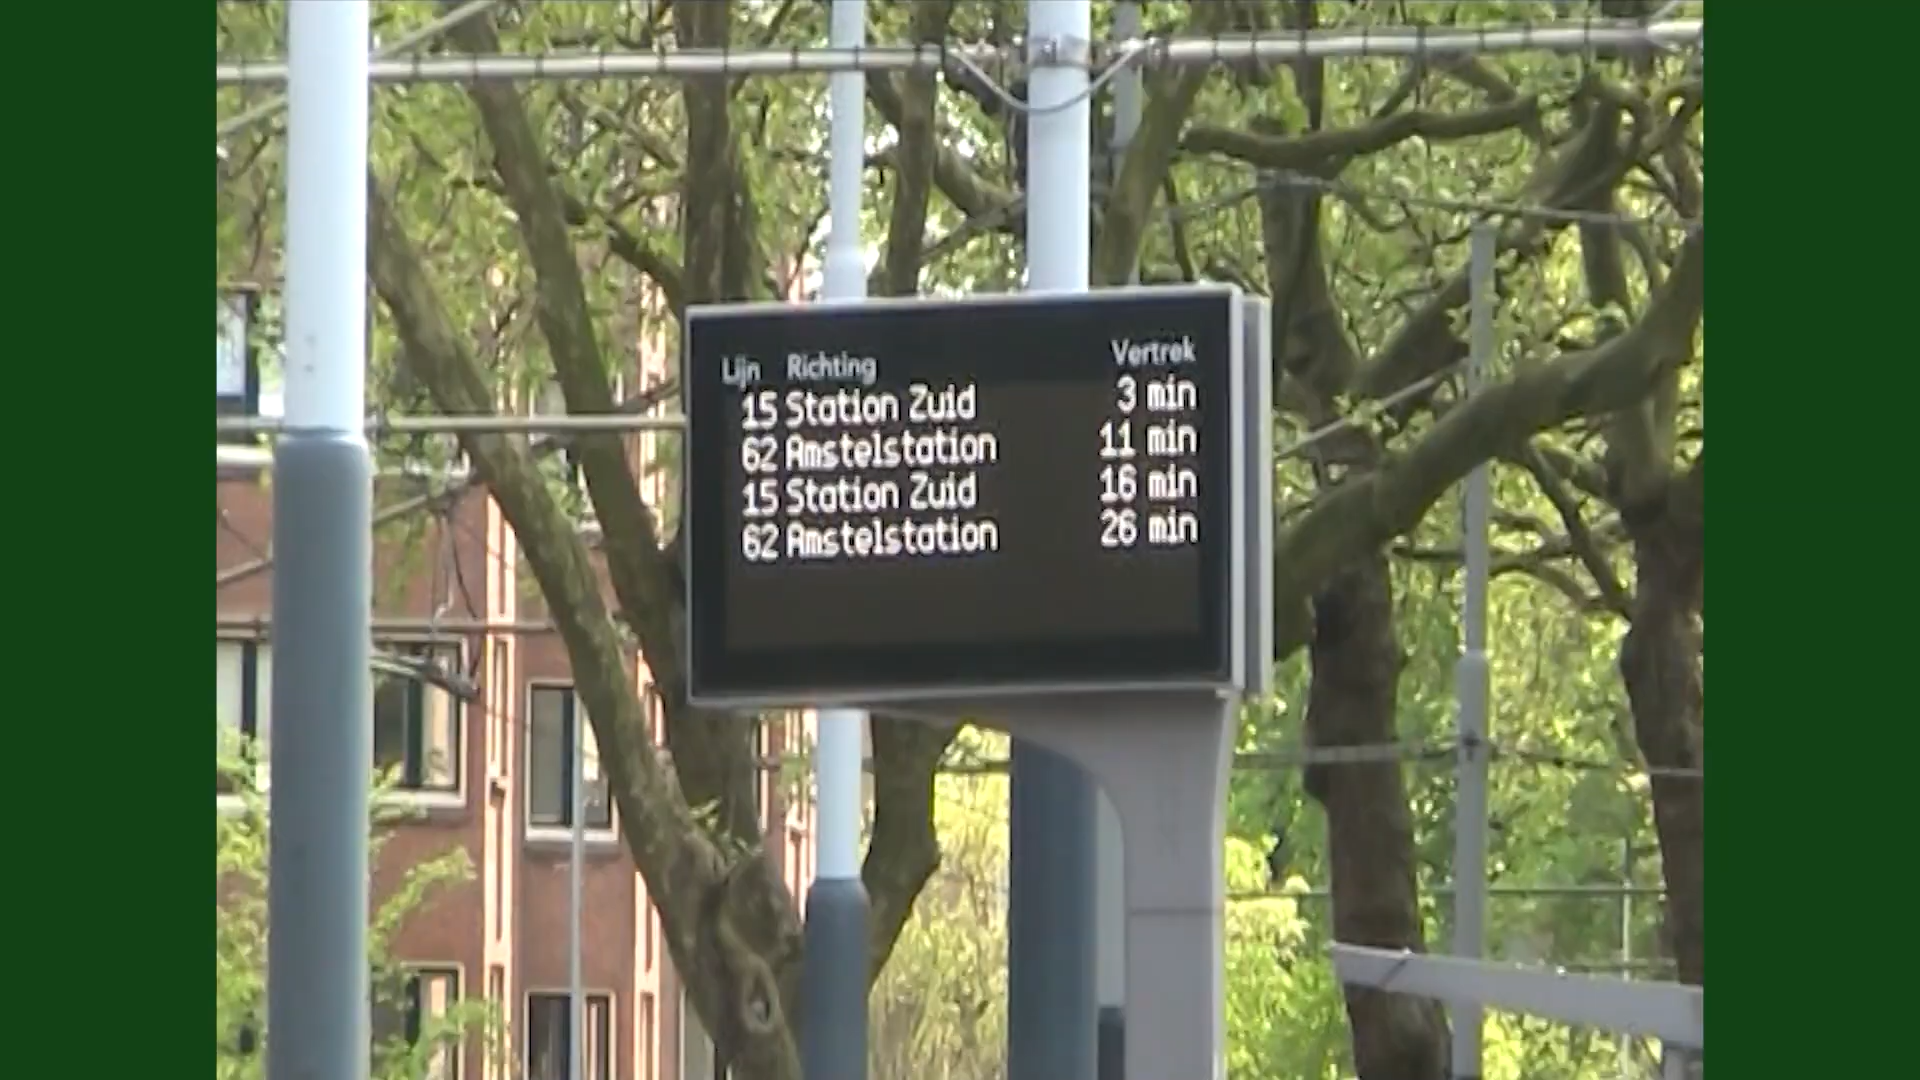 Lijn Richting Vertrek
15 Station Zuid 3 min
62 Amstelstation 11 min
15 Station Zuid 16 min
62 Amstelstation 26 min